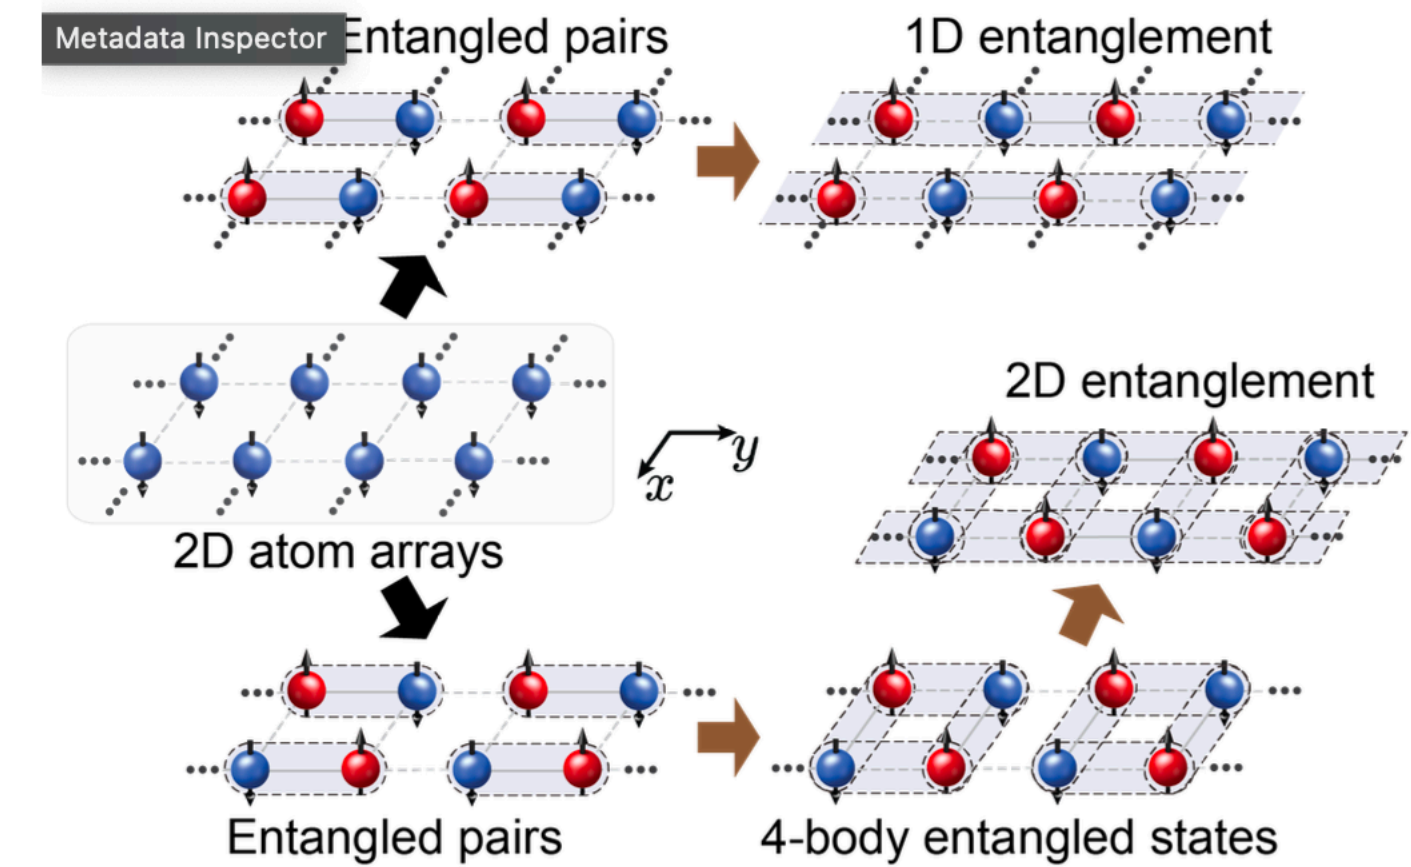 Metadata Inspector
Entangled pairs
1D entanglement
2D entanglement
y
x
2D atom arrays
Entangled pairs
4-body entangled states